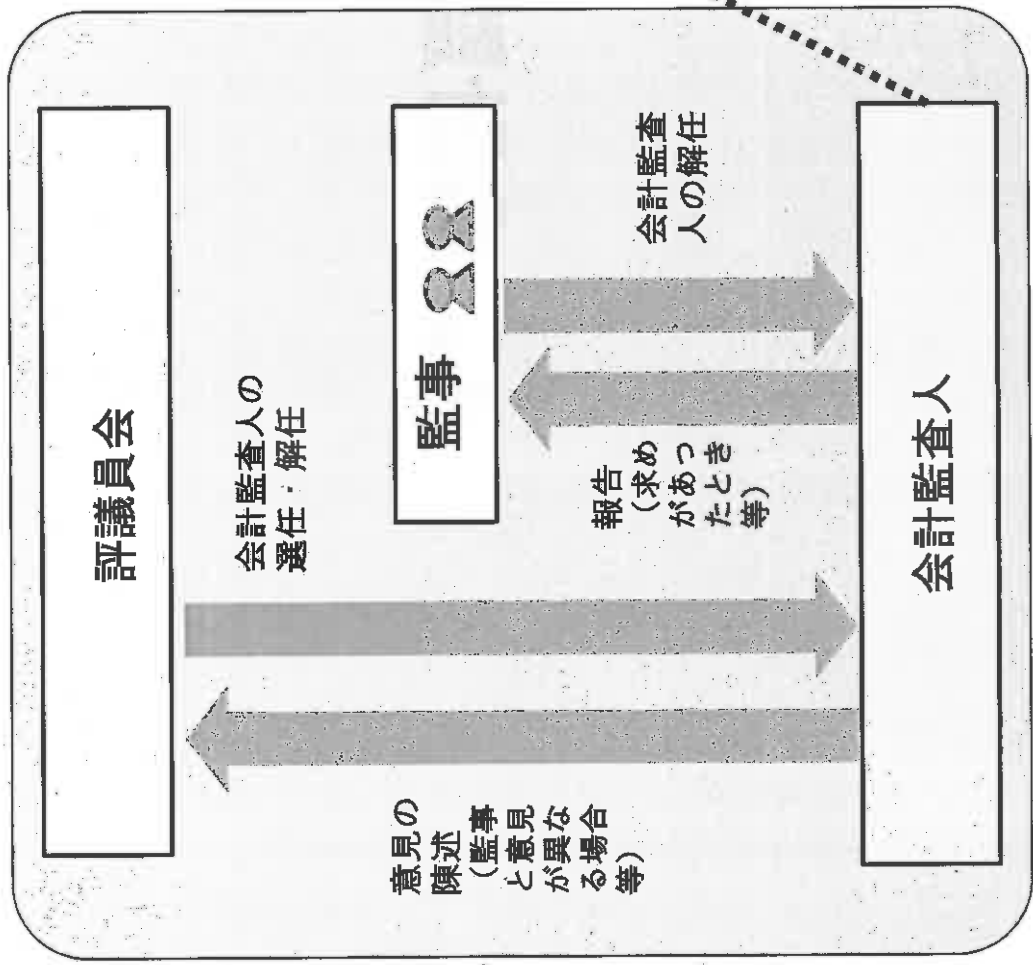 評議員会
会計監査人の
選任・解任
意見の
陳述
（監事
と意見
が異な
る場合
等）
監事
報告
（求め
があっ
たとき
等）
会計監査
人の解任
会計監査人